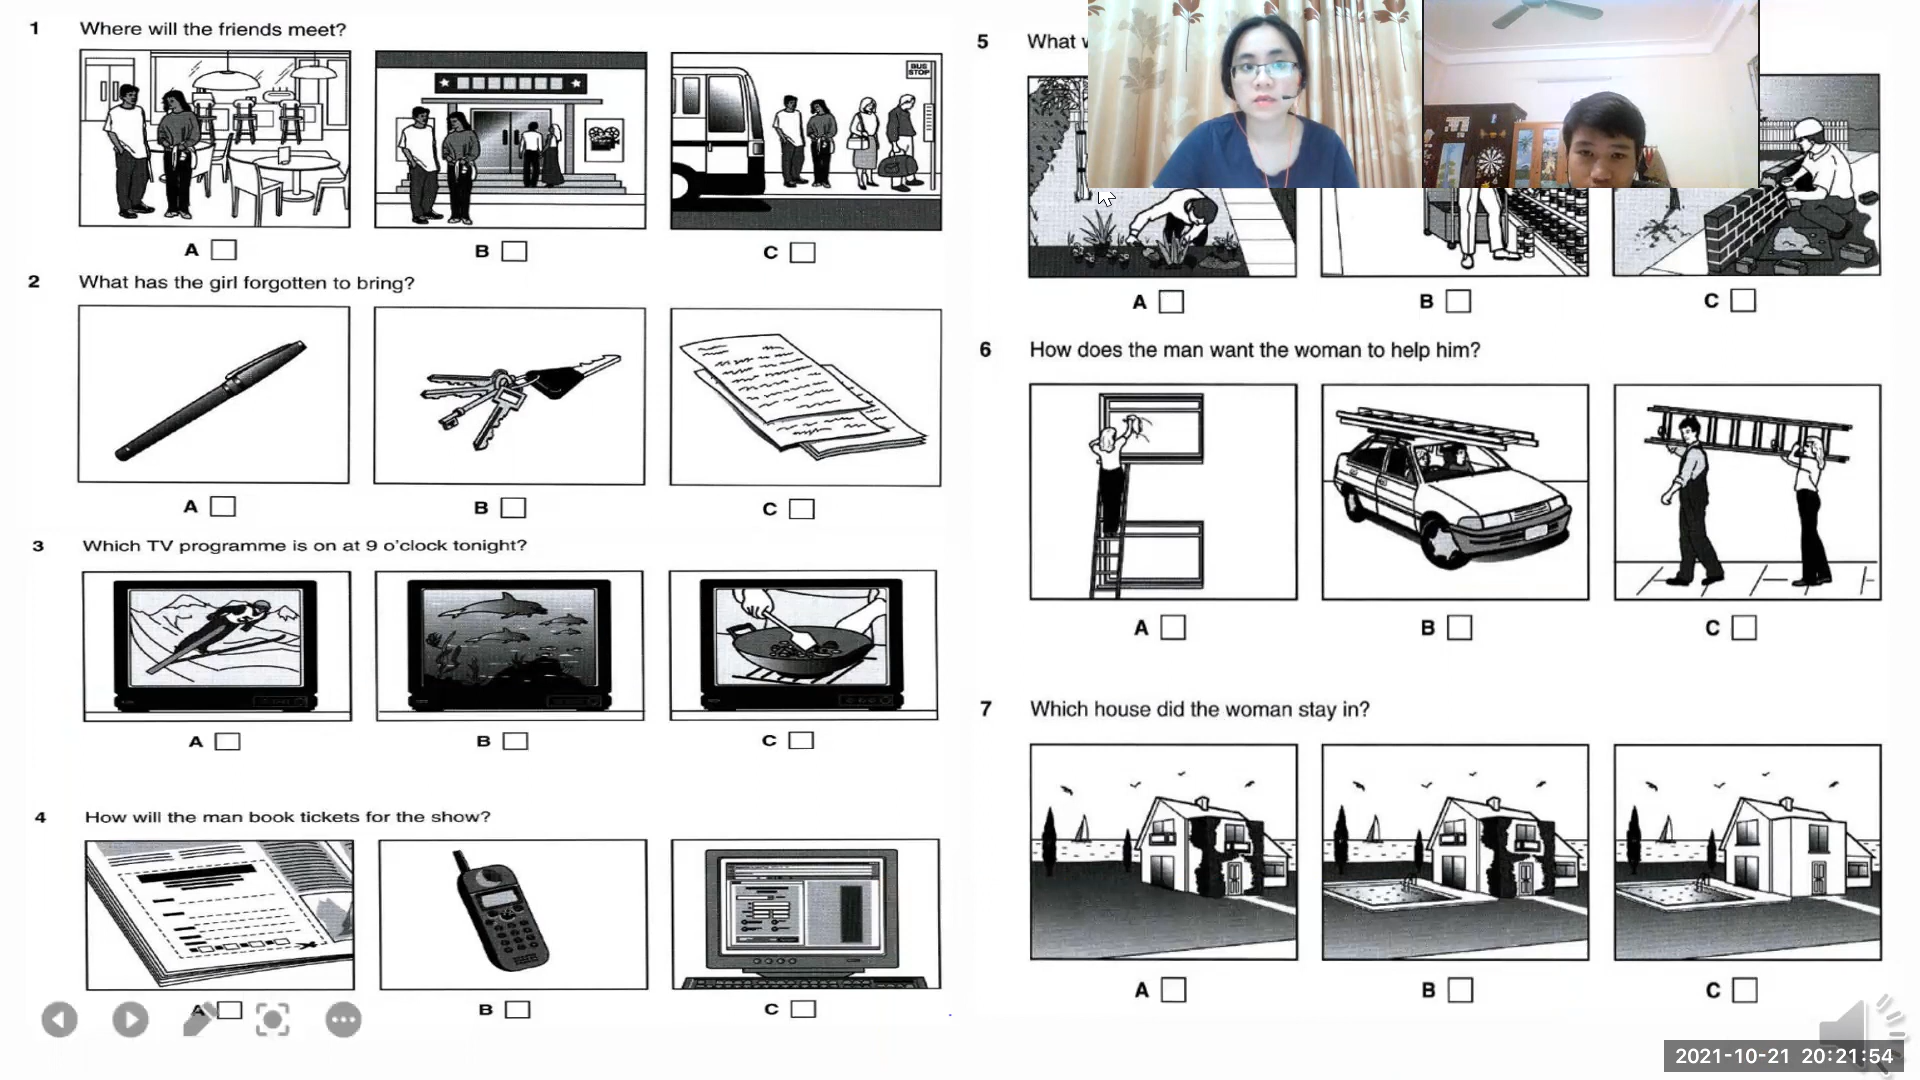 1 Where will the friends meet?
BUS STOP
A B C
2 What has the girl forgotten to bring?
A B C
3 Which TV programme is on at 9 o'clock tonight?
A B C
4 How will the man book tickets for the show?
A B C
5 What
A B C
6 How does the man want the woman to help him?
A B C
7 Which house did the woman stay in?
A B C
2021-10-21 20:21:54